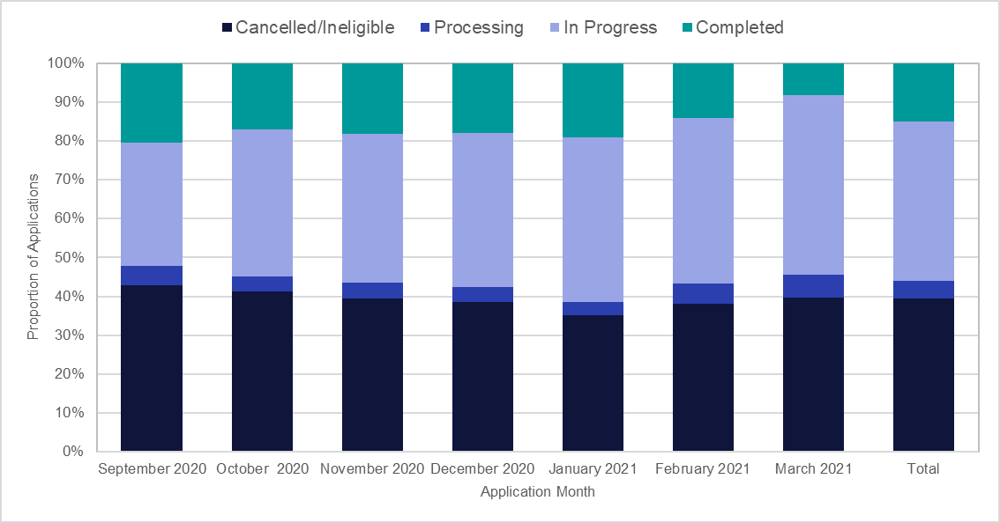 Cancelled/Ineligible Processing In Progress Completed
100%
90%
80%
70%
60%
50%
40%
30%
20%
10%
0%
Proportion of Applications
September 2020 October 2020 November 2020 December 2020 January 2021 February 2021 March 2021 Total
Application Month